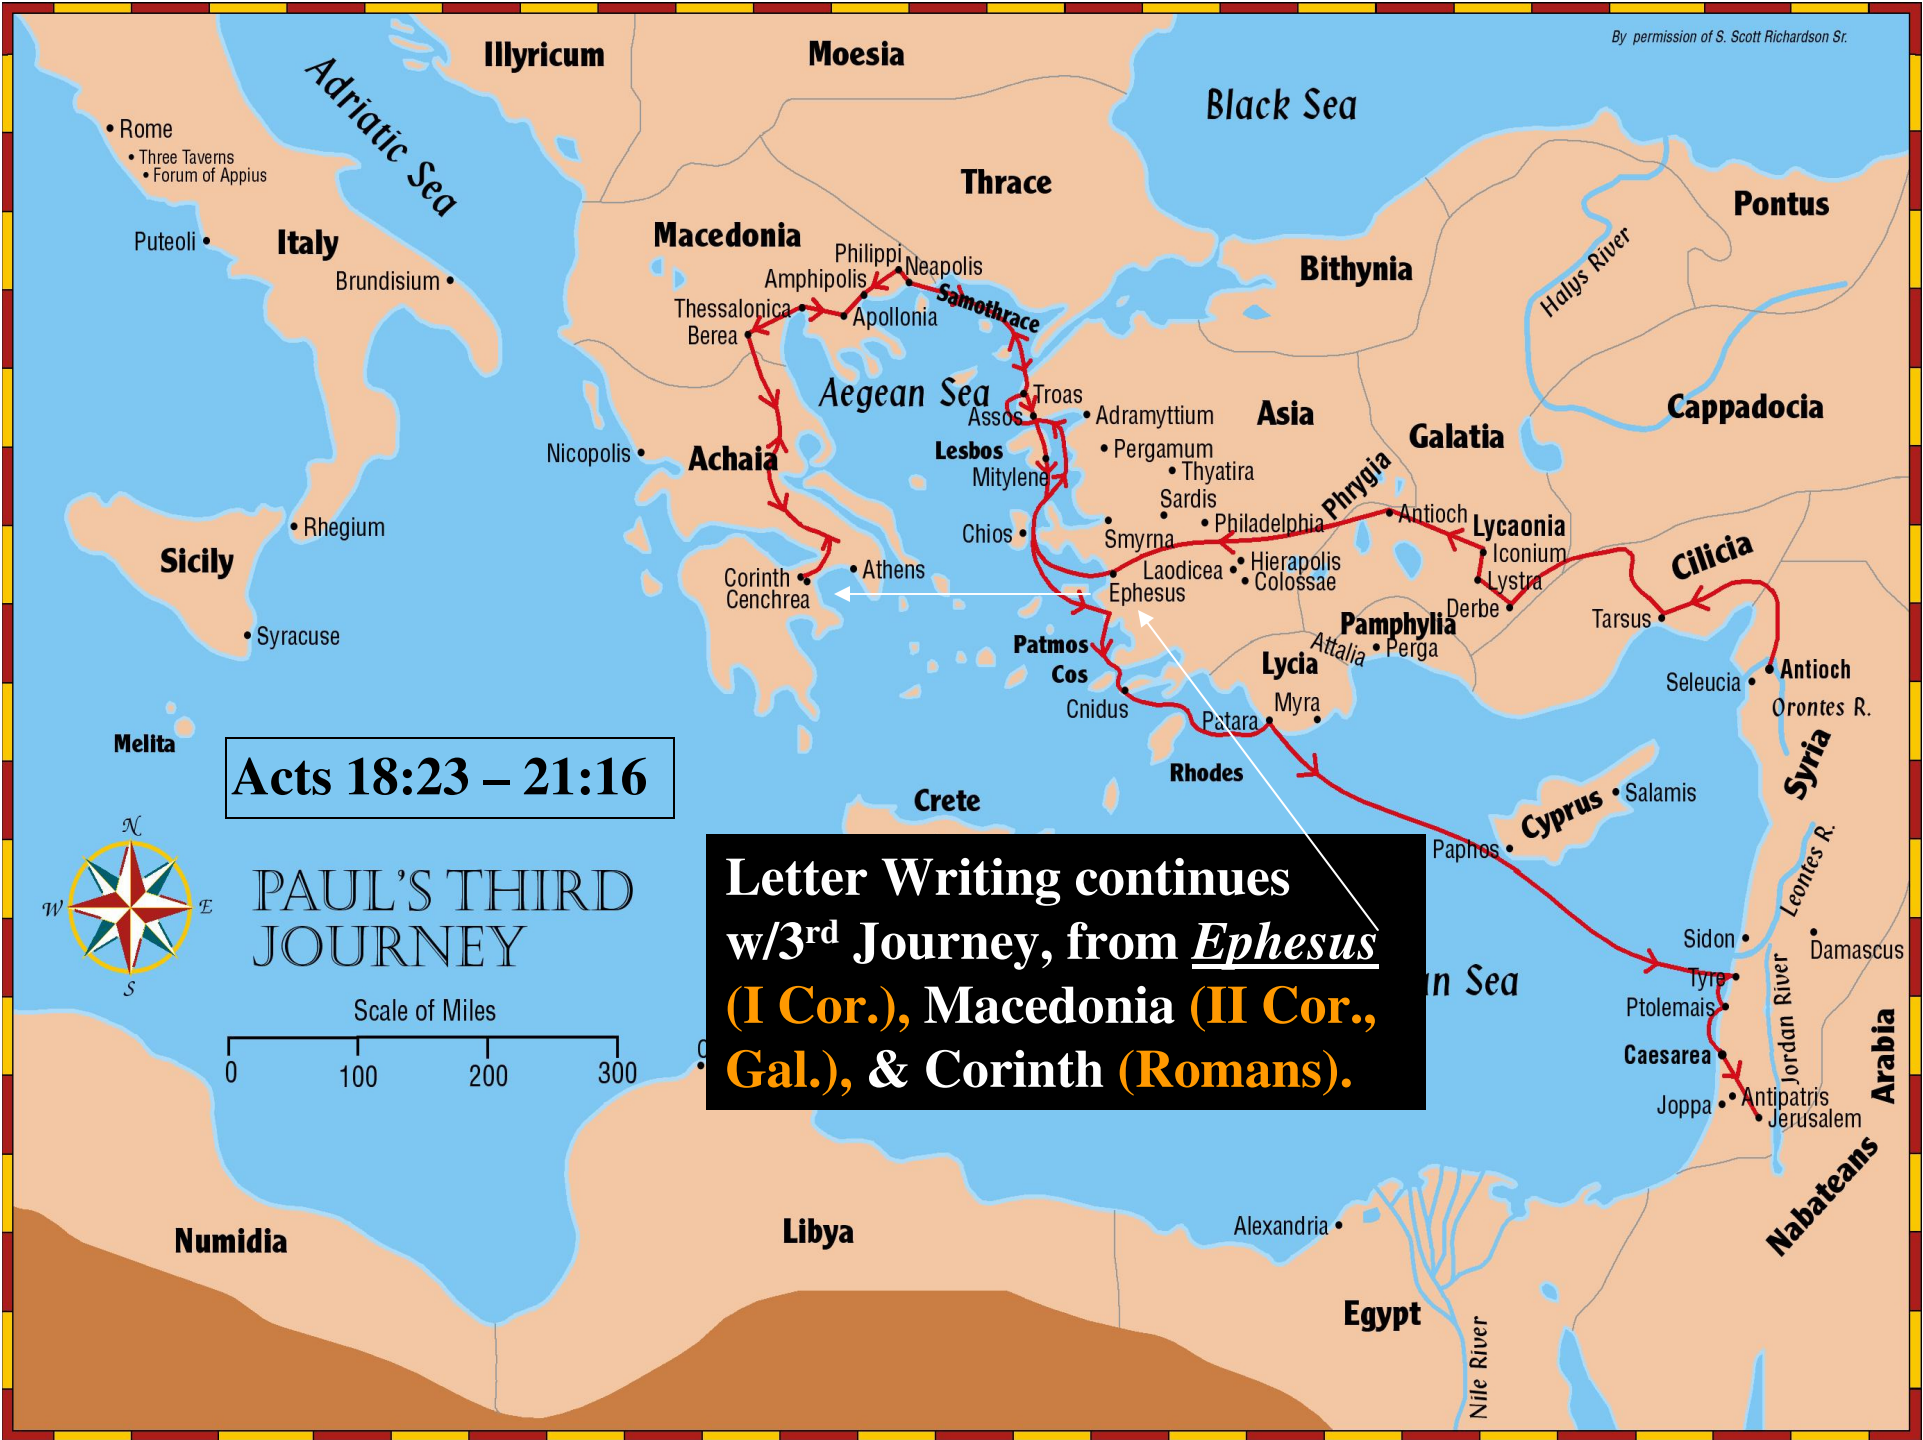 By permission of S. Scott Richardson Sr.
Illyricum
Moesia
Adriatic Sea
Black Sea
Rome
Three Taverns
Forum of Appius
Thrace
Pontus
Puteoli
Italy
Macedonia
Philippi
Neapolis
Bithynia
Halys River
Brundisium
Amphipolis
Samothrace
Thessalonica
Apollonia
Berea
Aegean Sea
Troas
Assos
Adramyttium
Asia
Cappadocia
Galatia
Nicopolis
Achaia
Lesbos
Pergamum
Mitylene
Thyatira
Phrygia
Sardis
Rhegium
Chios
Smyrna
Philadelphia
Antioch
Lycaonia
Sicily
Iconium
Cilicia
Corinth
Cenchrea
Athens
Laodicea
Hierapolis
Colossae
Lystra
Ephesus
Derbe
Tarsus
Syracuse
Patmos
Pamphylia
Attalia
Perga
Cos
Lycia
Seleucia
Antioch
Cnidus
Patara
Myra
Orontes R.
Melita
Syria
Acts 18:23 – 21:16
Rhodes
Crete
Cyprus
Salamis
Paphos
N
W
E
S
PAUL'S THIRD
JOURNEY
Letter Writing continues
w/3rd Journey, from Ephesus
(I Cor.), Macedonia (II Cor.,
Gal.), & Corinth (Romans).
Leontes R.
Sidon
Damascus
Sea
Tyre
Ptolemais
Jordan River
Scale of Miles
0
100
200
300
Caesarea
Arabia
Joppa
Antipatris
Jerusalem
Nabateans
Numidia
Libya
Alexandria
Egypt
Nile River